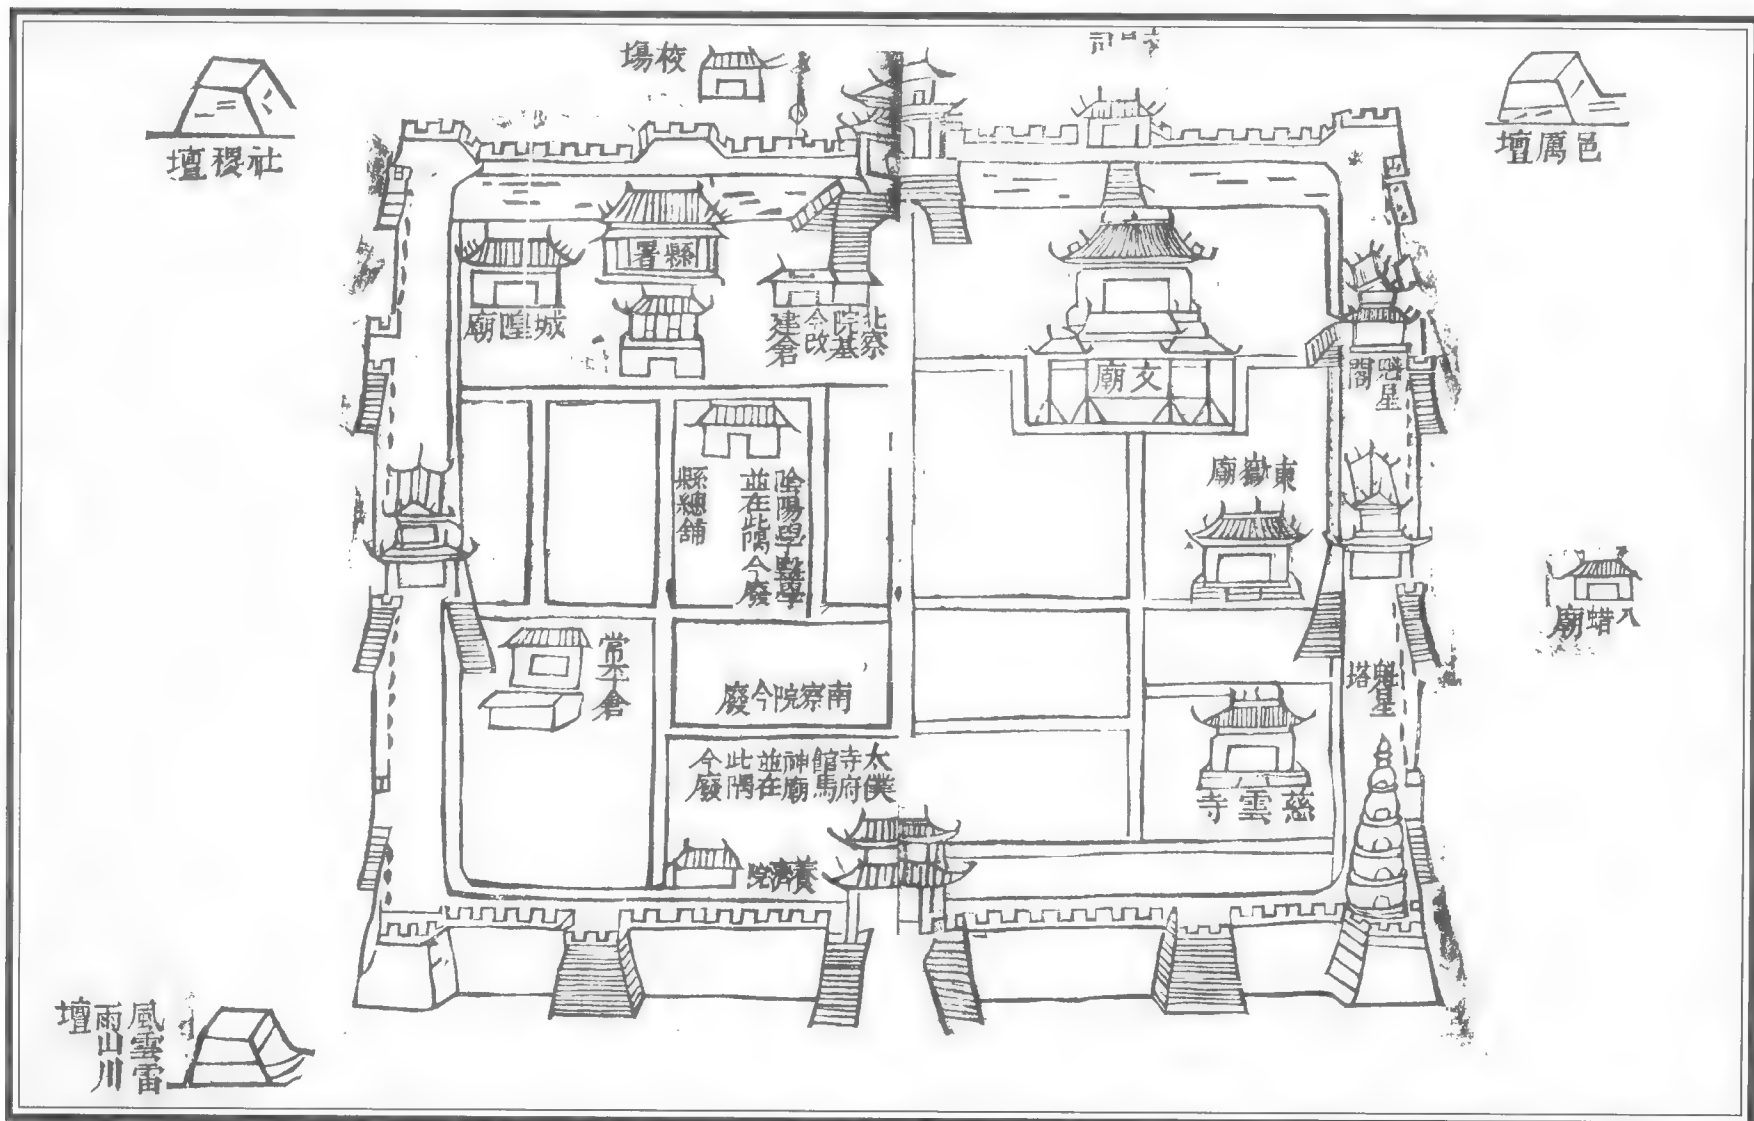 校場
社稷壇
邑厲壇
縣署
城隍廟
北察
院基
今改
建倉
文廟
魁星
閣
東嶽廟
陰陽學醫學
並在此隅今廢
縣總舖
八蜡廟
常平倉
南察院今廢
魁星
塔
太僕
寺府
館馬
神廟
並在
此隅
今廢
慈雲寺
養濟院
風雲雷
雨山川
壇